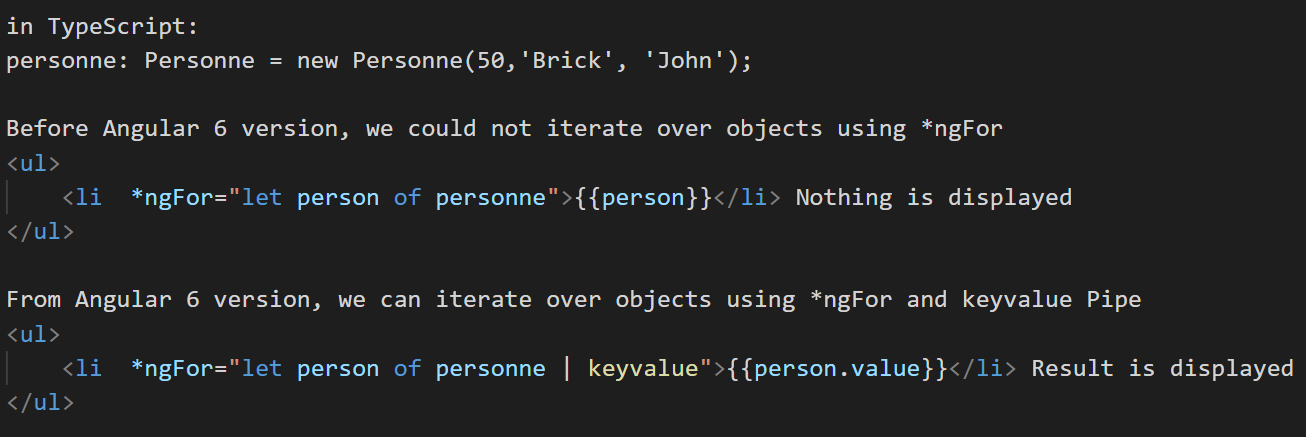 in TypeScript:
personne: Personne = new Personne(50,'Brick', 'John');
Before Angular 6 version, we could not iterate over objects using *ngFor
<ul>
<li  *ngFor="let person of personne">{{person}}</li> Nothing is displayed
</ul>
From Angular 6 version, we can iterate over objects using *ngFor and keyvalue Pipe
<ul>
<li  *ngFor="let person of personne | keyvalue">{{person.value}}</li> Result is displayed
</ul>